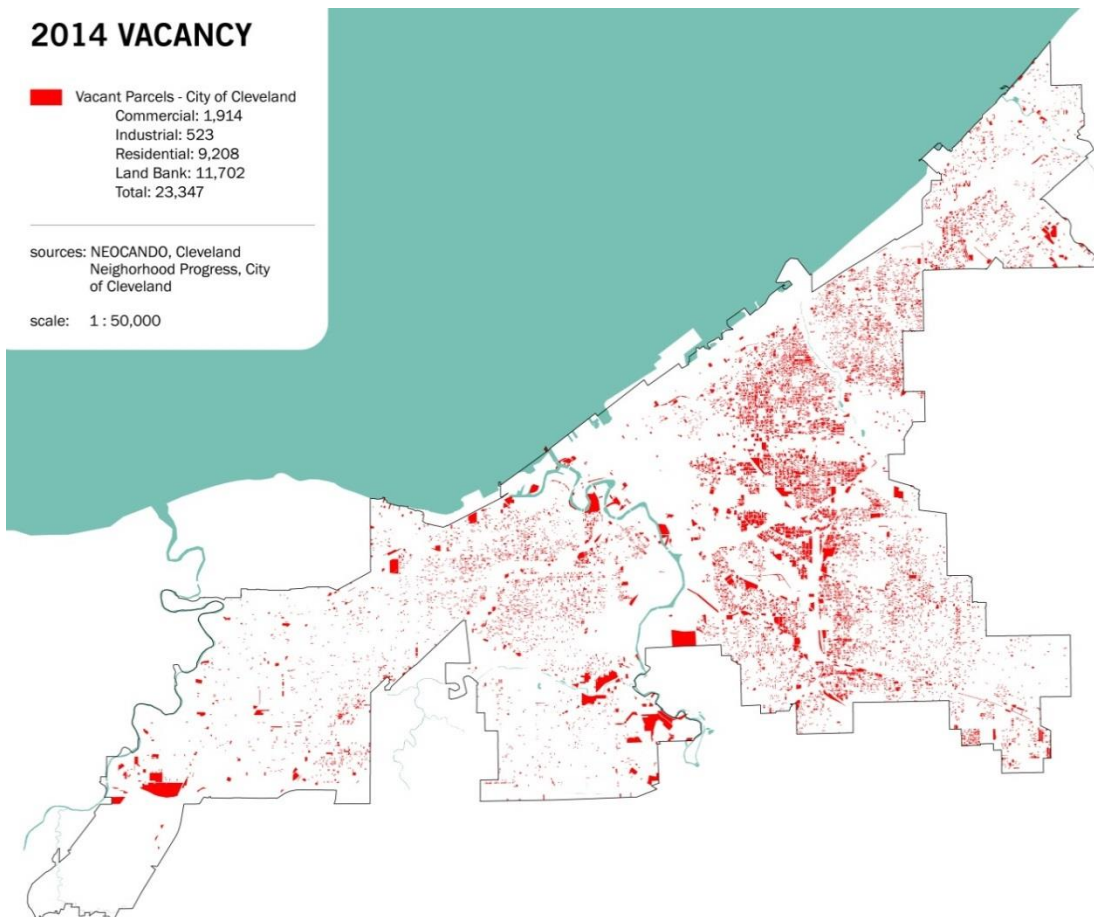 2014 VACANCY
Vacant Parcels - City of Cleveland
Commercial: 1,914
Industrial: 523
Residential: 9,208
Land Bank: 11,702
Total: 23,347
sources: NEOCANDO, Cleveland
Neighorhood Progress, City
of Cleveland
scale: 1 : 50,000